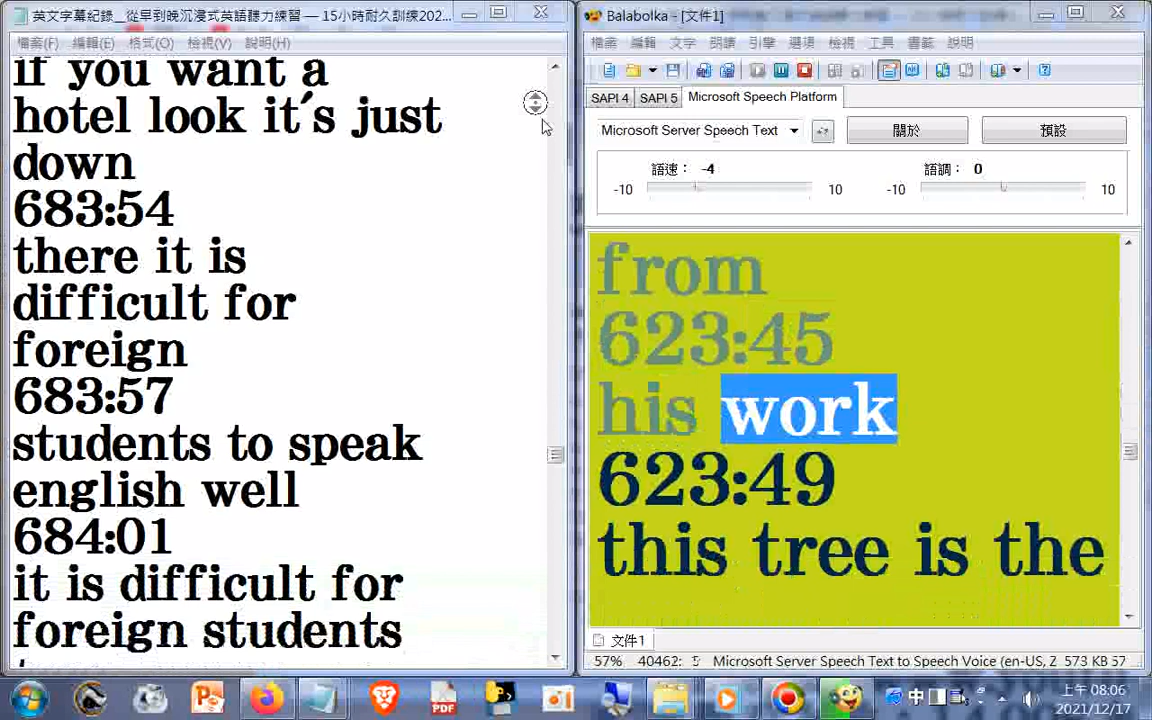 英文字幕紀錄__從早到晚沉浸式英語聽力練習 — 15小時耐久訓練202...
檔案(F) 編輯(E) 格式(O) 檢視(V) 說明(H)
if you want a
hotel look it's just
down
683:54
there it is
difficult for
foreign
683:57
students to speak
english well
684:01
it is difficult for
foreign students
Balabolka - [文件1]
檔案 編輯 文字 朗讀 引擎 選項 檢視 工具 書籤 說明
SAPI 4 SAPI 5 Microsoft Speech Platform
Microsoft Server Speech Text 關於 預設
語速： -4 語調： 0
-10 10 -10 10
from
623:45
his work
623:49
this tree is the
文件1
57% 40462: Microsoft Server Speech Text to Speech Voice (en-US, Z 573 KB 57
PDF 中 上午 08:06
2021/12/17